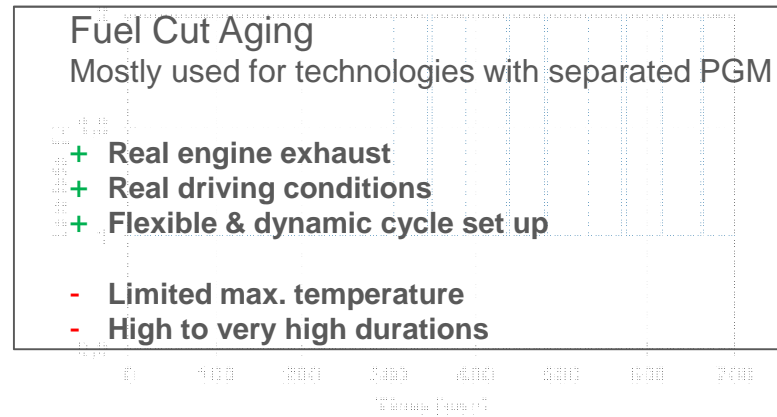 Fuel Cut Aging
Mostly used for technologies with separated PGM
+ Real engine exhaust
+ Real driving conditions
+ Flexible & dynamic cycle set up
- Limited max. temperature
- High to very high durations